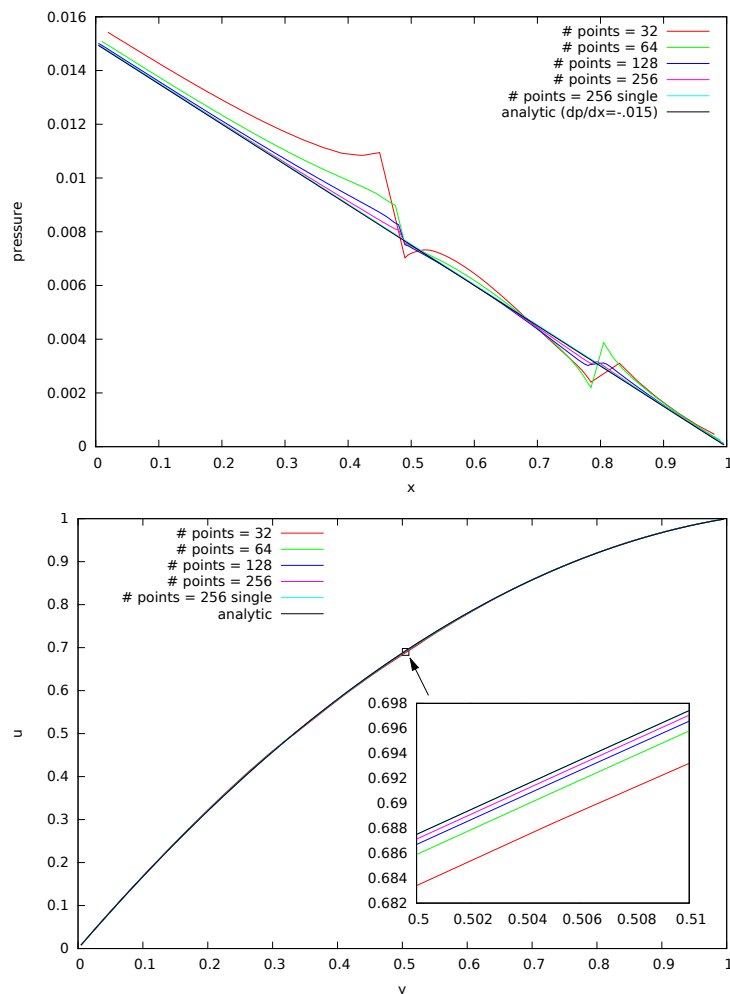 0.016
0.014
0.012
0.01
0.008
0.006
0.004
0.002
0
pressure
# points = 32
# points = 64
# points = 128
# points = 256
# points = 256 single
analytic (dp/dx=-.015)
0 0.1 0.2 0.3 0.4 0.5 0.6 0.7 0.8 0.9 1
x
1
0.9
0.8
0.7
0.6
0.5
0.4
0.3
0.2
0.1
0
u
# points = 32
# points = 64
# points = 128
# points = 256
# points = 256 single
analytic
0.698
0.696
0.694
0.692
0.69
0.688
0.686
0.684
0.682
0.5 0.502 0.504 0.506 0.508 0.51
0 0.1 0.2 0.3 0.4 0.5 0.6 0.7 0.8 0.9 1